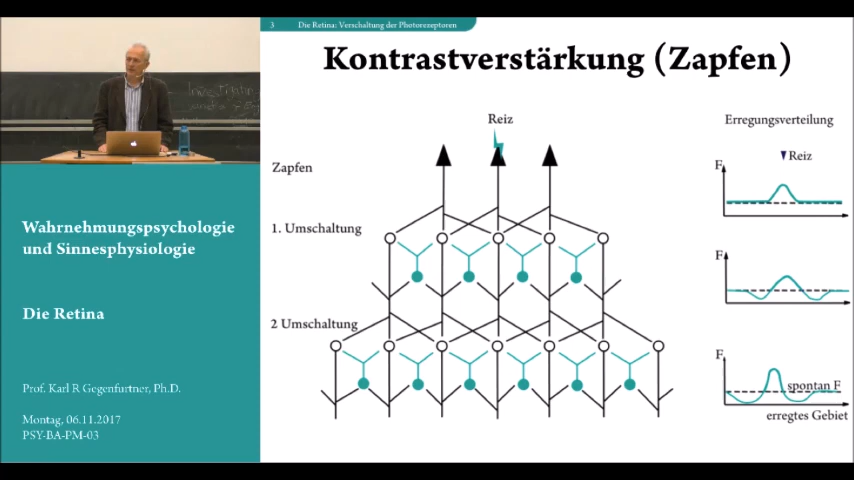 3 Die Retina: Verschaltung der Photorezeptoren
Kontrastverstärkung (Zapfen)
Reiz
Erregungsverteilung
Reiz
F
Zapfen
1. Umschaltung
F
2 Umschaltung
F
spontan F
erregtes Gebiet
Wahrnehmungspsychologie
und Sinnesphysiologie
Die Retina
Prof. Karl R Gegenfurtner, Ph.D.
Montag, 06.11.2017
PSY-BA-PM-03